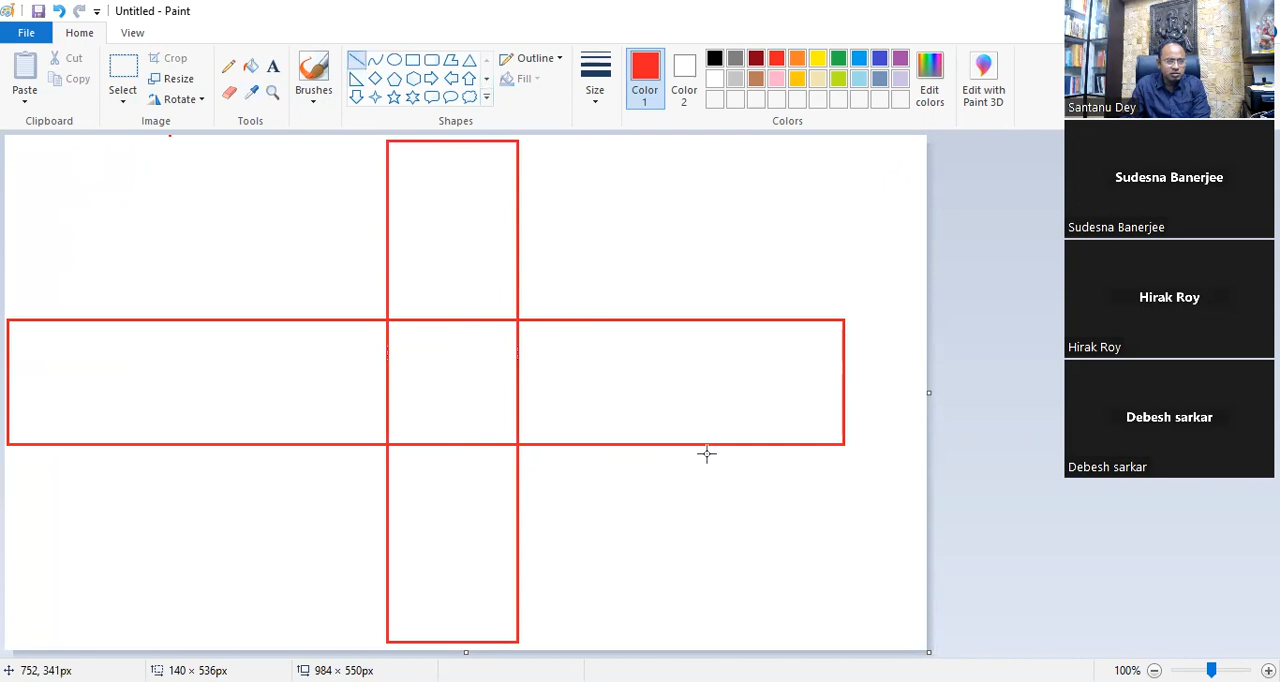 Untitled - Paint
File
Home
View
Paste
Cut
Copy
Clipboard
Select
Crop
Resize
Rotate
Image
A
Tools
Brushes
Outline
Fill
Shapes
Size
Color
1
Color
2
Edit
colors
Colors
Edit with
Paint 3D
Santanu Dey
Sudesna Banerjee
Sudesna Banerjee
Hirak Roy
Hirak Roy
Debesh sarkar
Debesh sarkar
752, 341px
140 × 536px
984 × 550px
100%